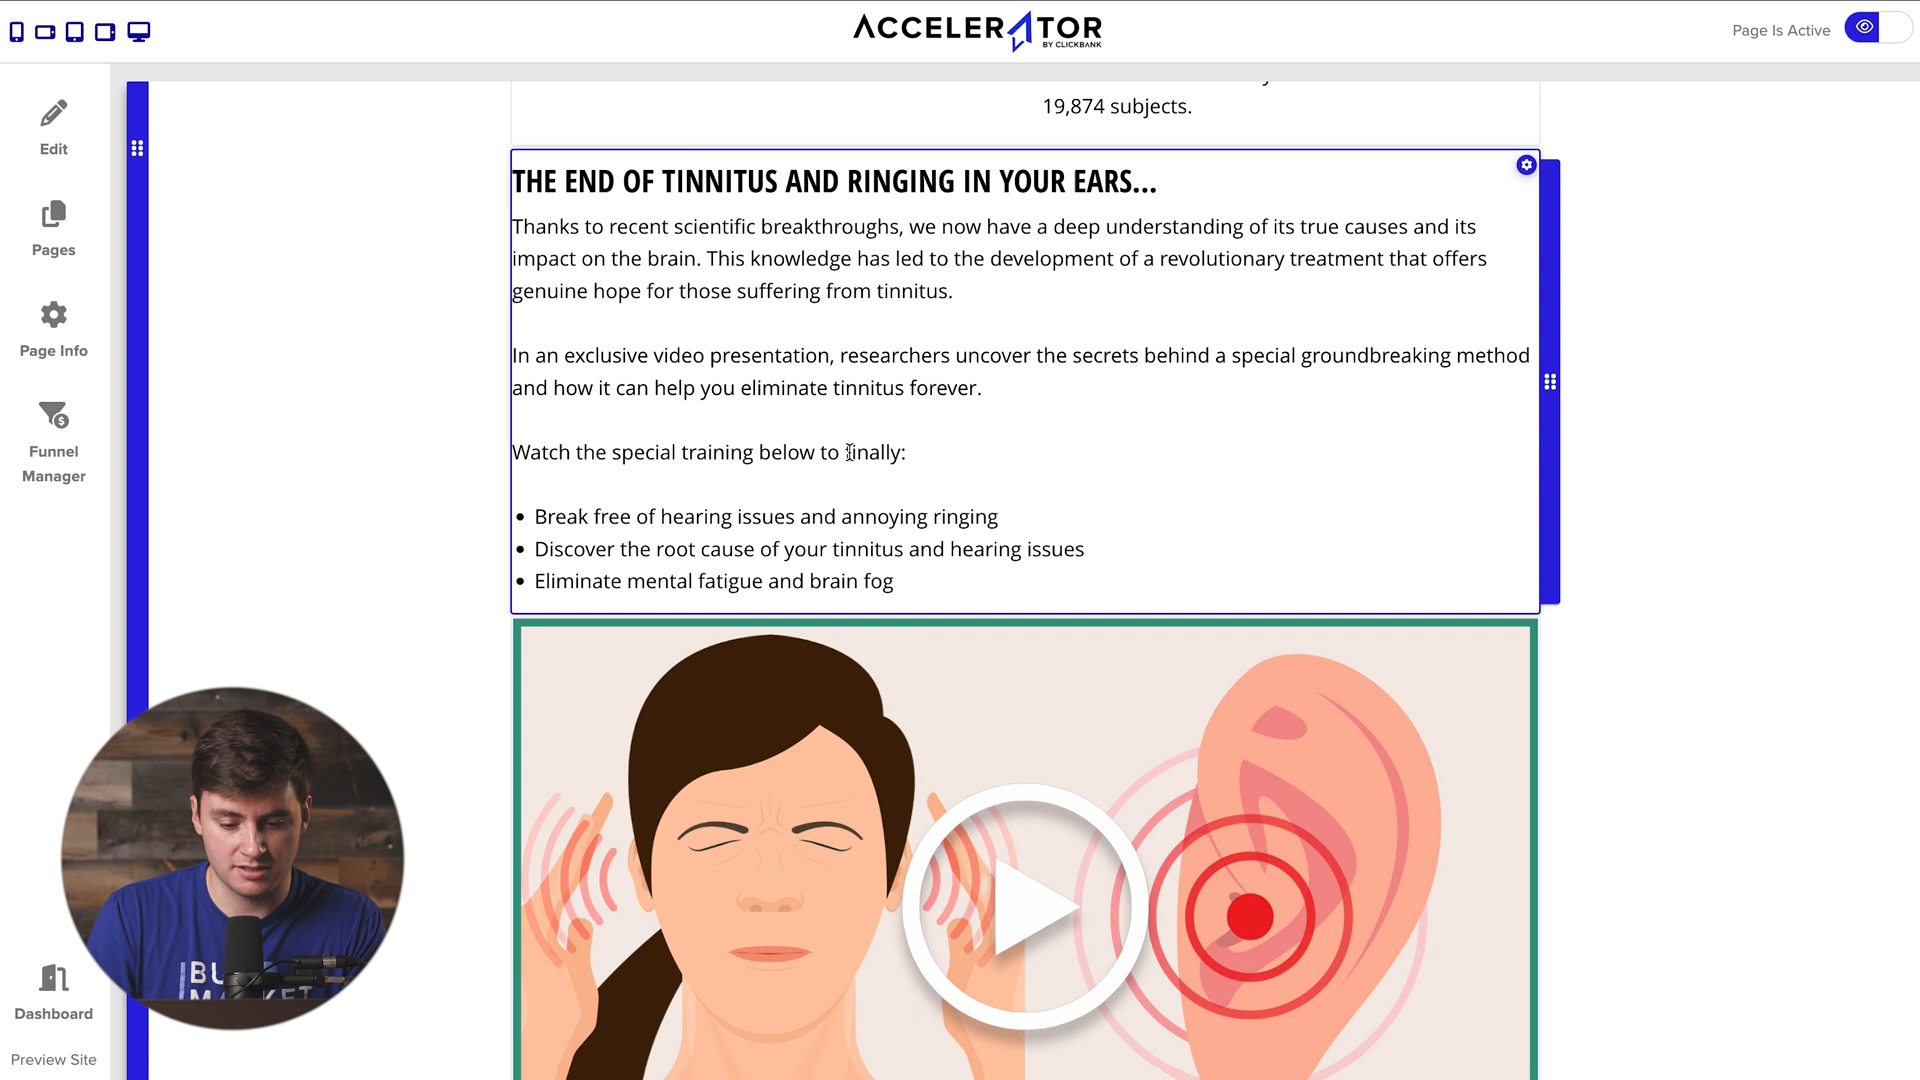 ACCELERATOR
BY CLICKBANK
Page Is Active
Edit
Pages
Page Info
Funnel
Manager
Dashboard
Preview Site
19,874 subjects.
THE END OF TINNITUS AND RINGING IN YOUR EARS...
Thanks to recent scientific breakthroughs, we now have a deep understanding of its true causes and its
impact on the brain. This knowledge has led to the development of a revolutionary treatment that offers
genuine hope for those suffering from tinnitus.
In an exclusive video presentation, researchers uncover the secrets behind a special groundbreaking method
and how it can help you eliminate tinnitus forever.
Watch the special training below to finally:
• Break free of hearing issues and annoying ringing
• Discover the root cause of your tinnitus and hearing issues
• Eliminate mental fatigue and brain fog